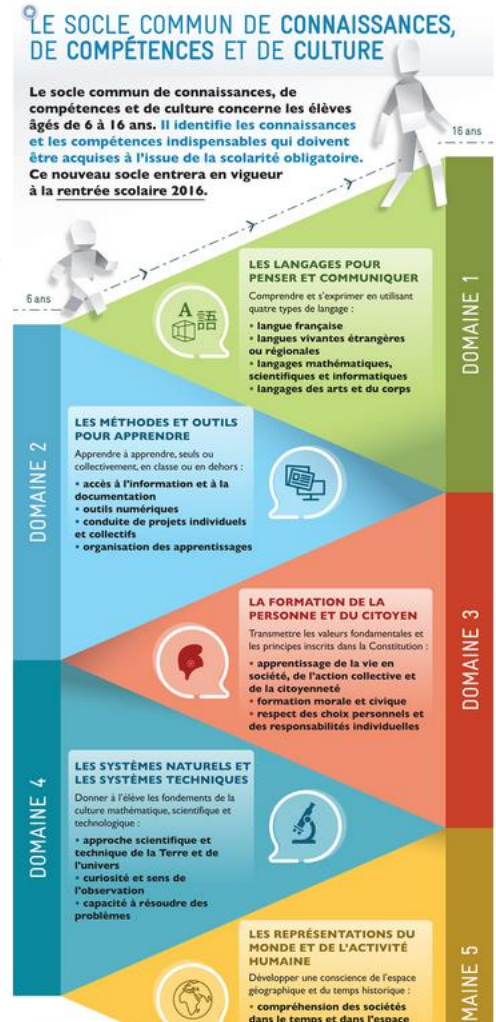 LE SOCLE COMMUN DE CONNAISSANCES,
DE COMPÉTENCES ET DE CULTURE
Le socle commun de connaissances, de
compétences et de culture concerne les élèves
âgés de 6 à 16 ans. Il identifie les connaissances
et les compétences indispensables qui doivent
être acquises à l'issue de la scolarité obligatoire.
Ce nouveau socle entrera en vigueur
à la rentrée scolaire 2016.
16 ans
6 ans
DOMAINE 1
LES LANGAGES POUR
PENSER ET COMMUNIQUER
Comprendre et s'exprimer en utilisant
quatre types de langage :
• langue française
• langues vivantes étrangères
ou régionales
• langages mathématiques,
scientifiques et informatiques
• langages des arts et du corps
A
語
DOMAINE 2
LES MÉTHODES ET OUTILS
POUR APPRENDRE
Apprendre à apprendre, seuls ou
collectivement, en classe ou en dehors :
• accès à l'information et à la
documentation
• outils numériques
• conduite de projets individuels
et collectifs
• organisation des apprentissages
DOMAINE 3
LA FORMATION DE LA
PERSONNE ET DU CITOYEN
Transmettre les valeurs fondamentales et
les principes inscrits dans la Constitution :
• apprentissage de la vie en
société, de l'action collective et
de la citoyenneté
• formation morale et civique
• respect des choix personnels et
des responsabilités individuelles
DOMAINE 4
LES SYSTÈMES NATURELS ET
LES SYSTÈMES TECHNIQUES
Donner à l'élève les fondements de la
culture mathématique, scientifique et
technologique :
• approche scientifique et
technique de la Terre et de
l'univers
• curiosité et sens de
l'observation
• capacité à résoudre des
problèmes
MAINE 5
LES REPRÉSENTATIONS DU
MONDE ET DE L'ACTIVITÉ
HUMAINE
Développer une conscience de l'espace
géographique et du temps historique :
• compréhension des sociétés
dans le temps et dans l'espace